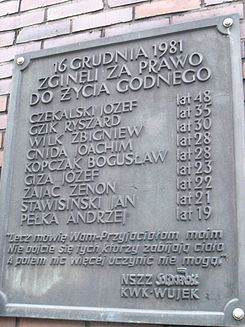 16 GRUDNIA 1981
ZGINĘLI ZA PRAWO
DO ŻYCIA GODNEGO
CZEKALSKI JÓZEF lat 48
GZIK RYSZARD lat 35
WILK ZBIGNIEW lat 30
GNIDA JOACHIM lat 28
KOPCZAK BOGUSŁAW lat 28
GIZA JÓZEF lat 23
ZAJĄC ZENON lat 22
STAWISIŃSKI JAN lat 21
PEŁKA ANDRZEJ lat 19
"Lecz mówię Wam-Przyjaciołom moim
Nie bójcie się tych, którzy zabijają ciało
A potem nic więcej uczynić nie mogą."
NSZZ Solidarność
KWK-WUJEK